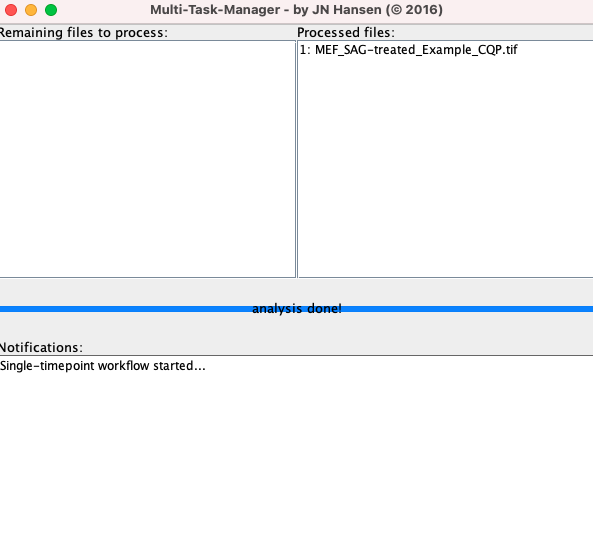 Multi-Task-Manager - by JN Hansen (© 2016)
Remaining files to process:
Processed files:
1: MEF_SAG-treated_Example_CQP.tif
analysis done!
Notifications:
Single-timepoint workflow started...